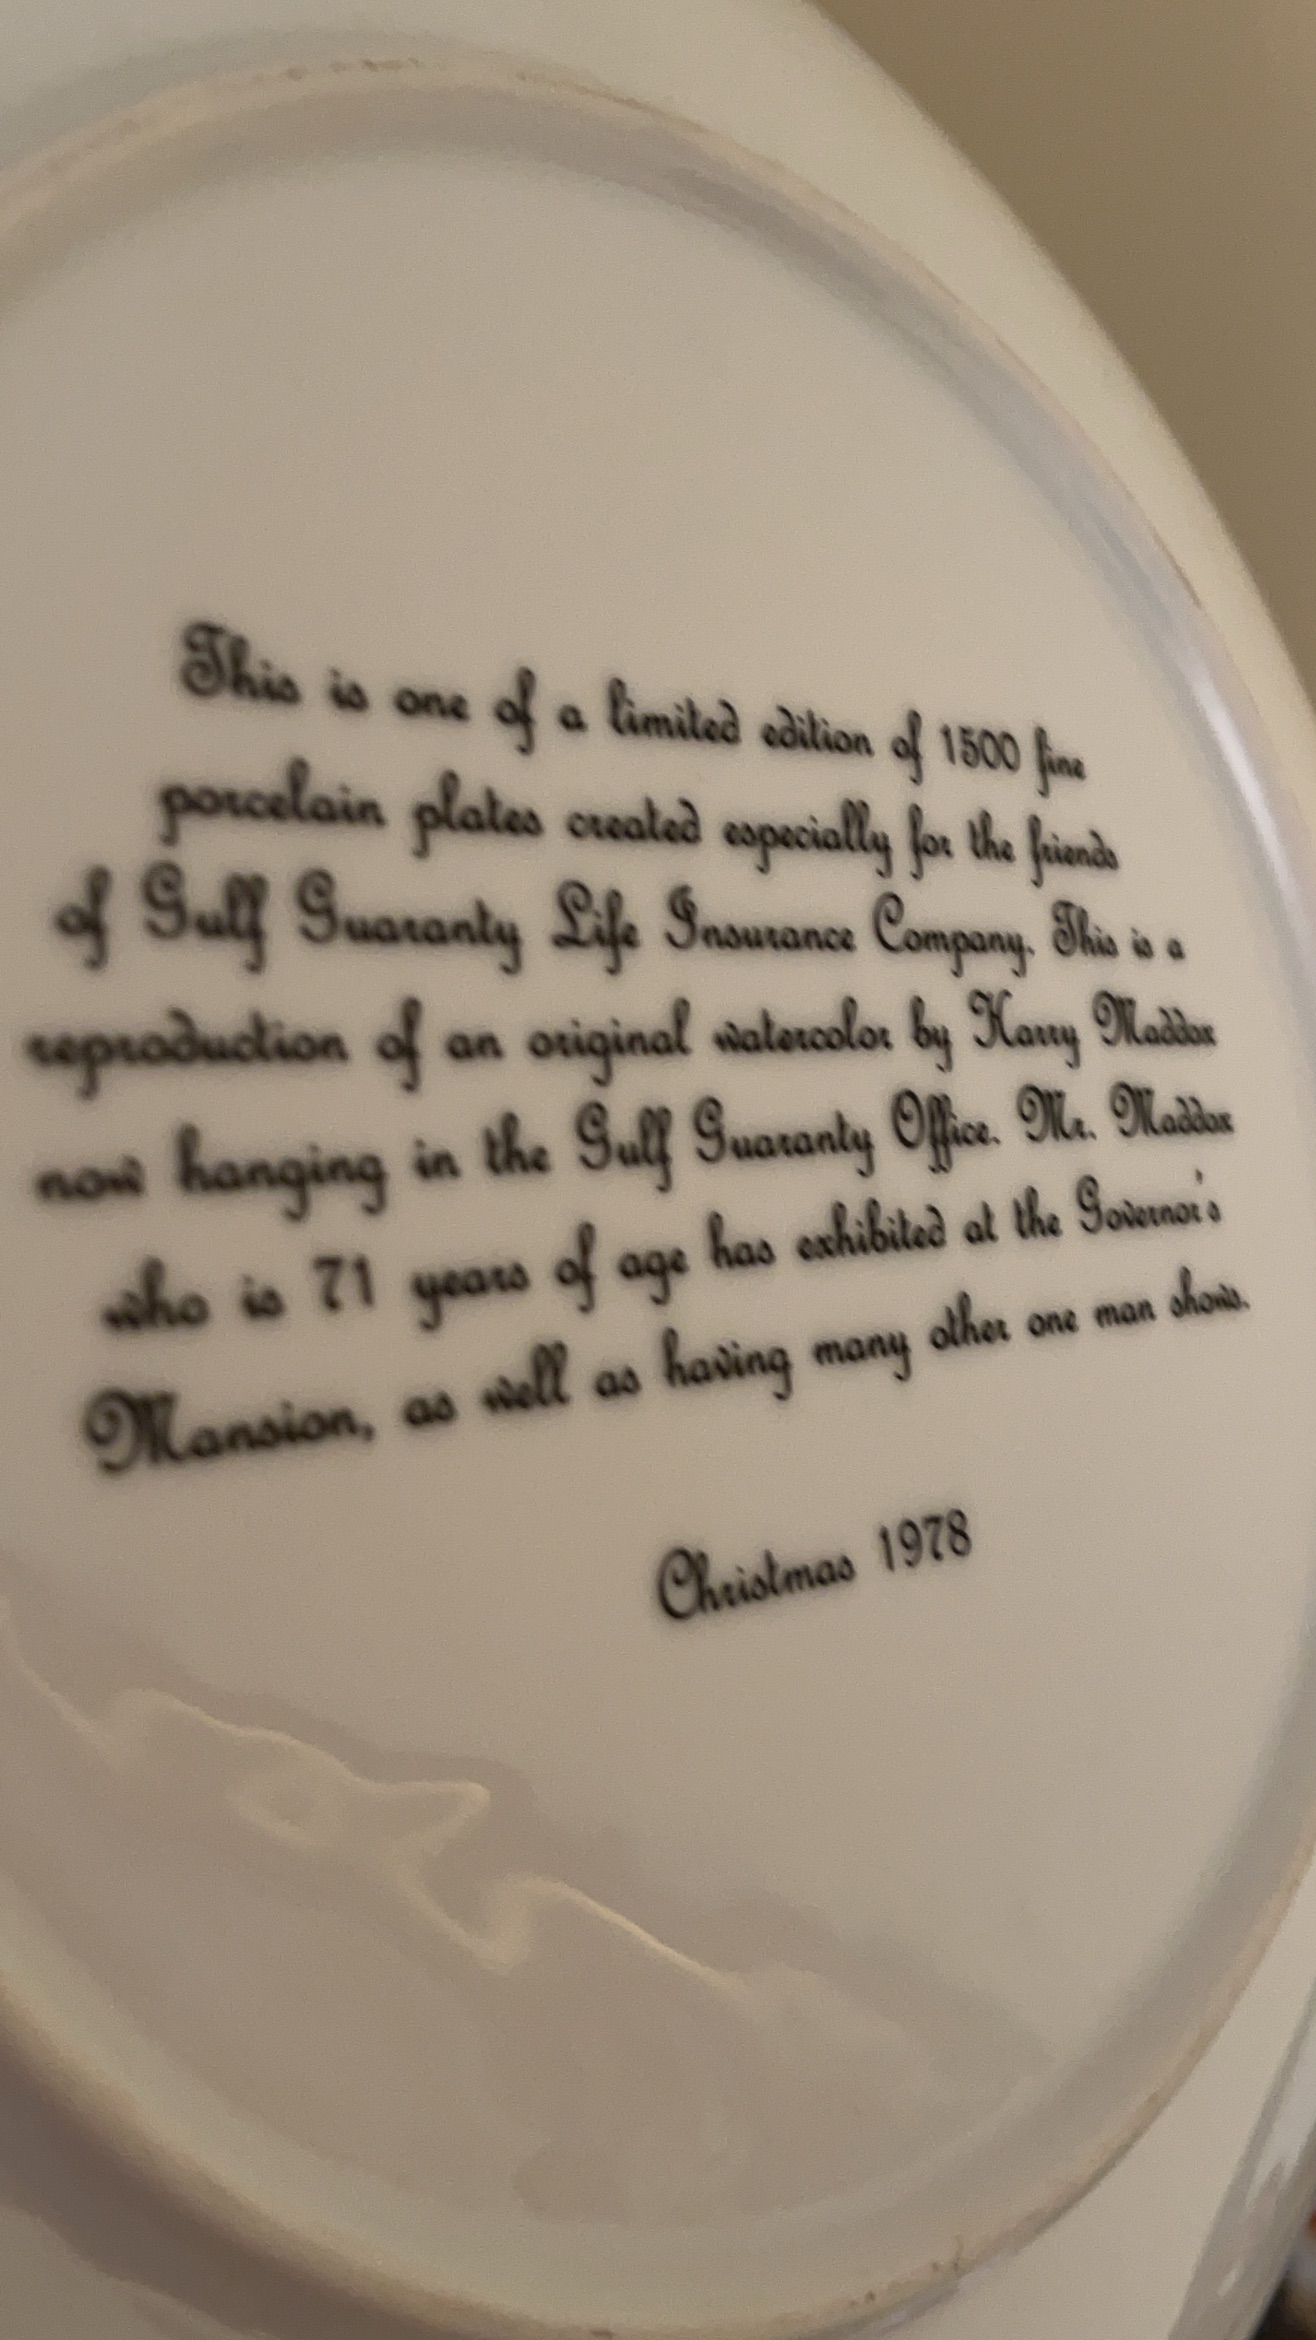 This is one of a limited edition of 1500 fine
porcelain plates created especially for the friends
of Gulf Guaranty Life Insurance Company. This is a
reproduction of an original watercolor by Harry Maddox
now hanging in the Gulf Guaranty Office. Mr. Maddox
who is 71 years of age has exhibited at the Governor's
Mansion, as well as having many other one man shows.
Christmas 1978